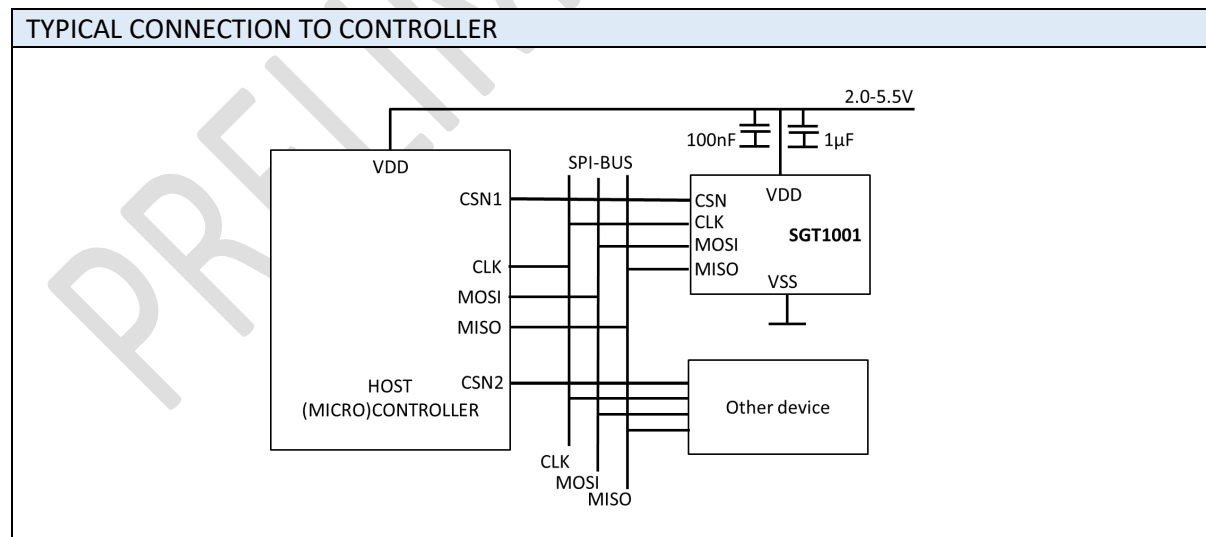 TYPICAL CONNECTION TO CONTROLLER
2.0-5.5V
100nF
1µF
VDD
SPI-BUS
CSN1
CSN
VDD
CLK
MOSI
SGT1001
MISO
VSS
CLK
MOSI
MISO
CSN2
HOST
(MICRO)CONTROLLER
Other device
CLK
MOSI
MISO
PRELIM